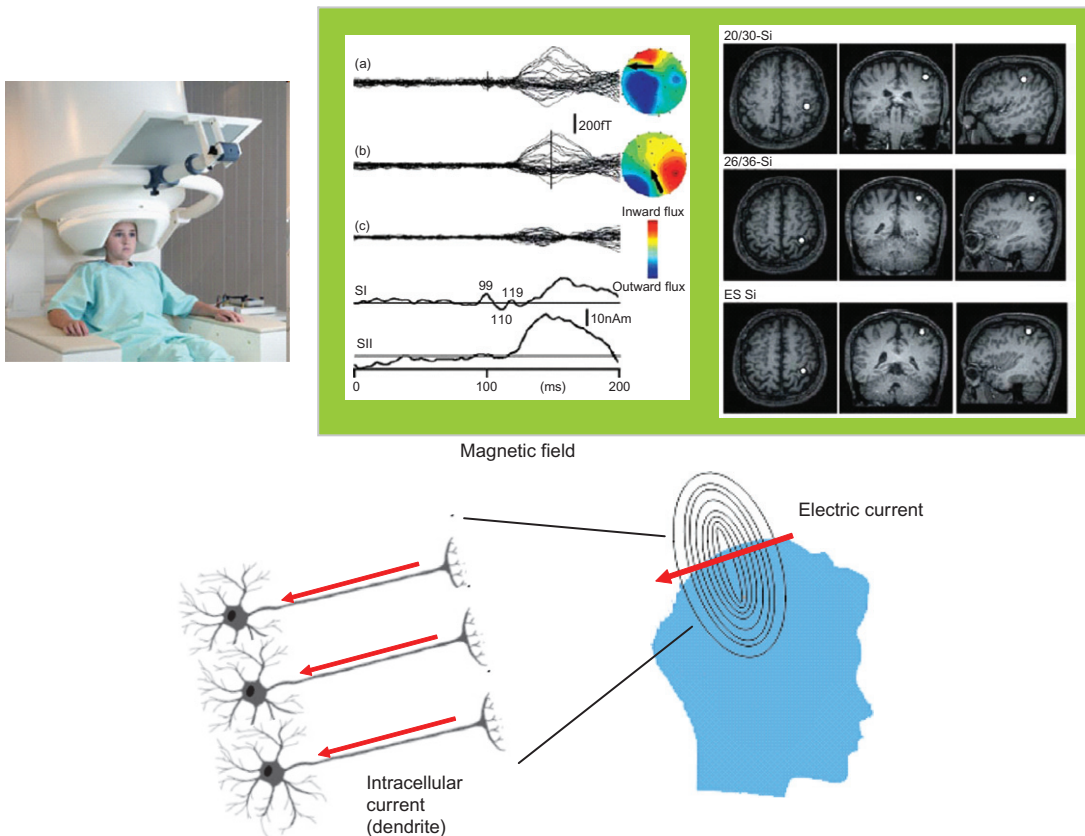 (a)
200fT
(b)
Inward flux
(c)
Outward flux
SI
99
119
110
10nAm
SII
0
100
(ms)
200
20/30-Si
26/36-Si
ES Si
Magnetic field
Electric current
Intracellular
current
(dendrite)